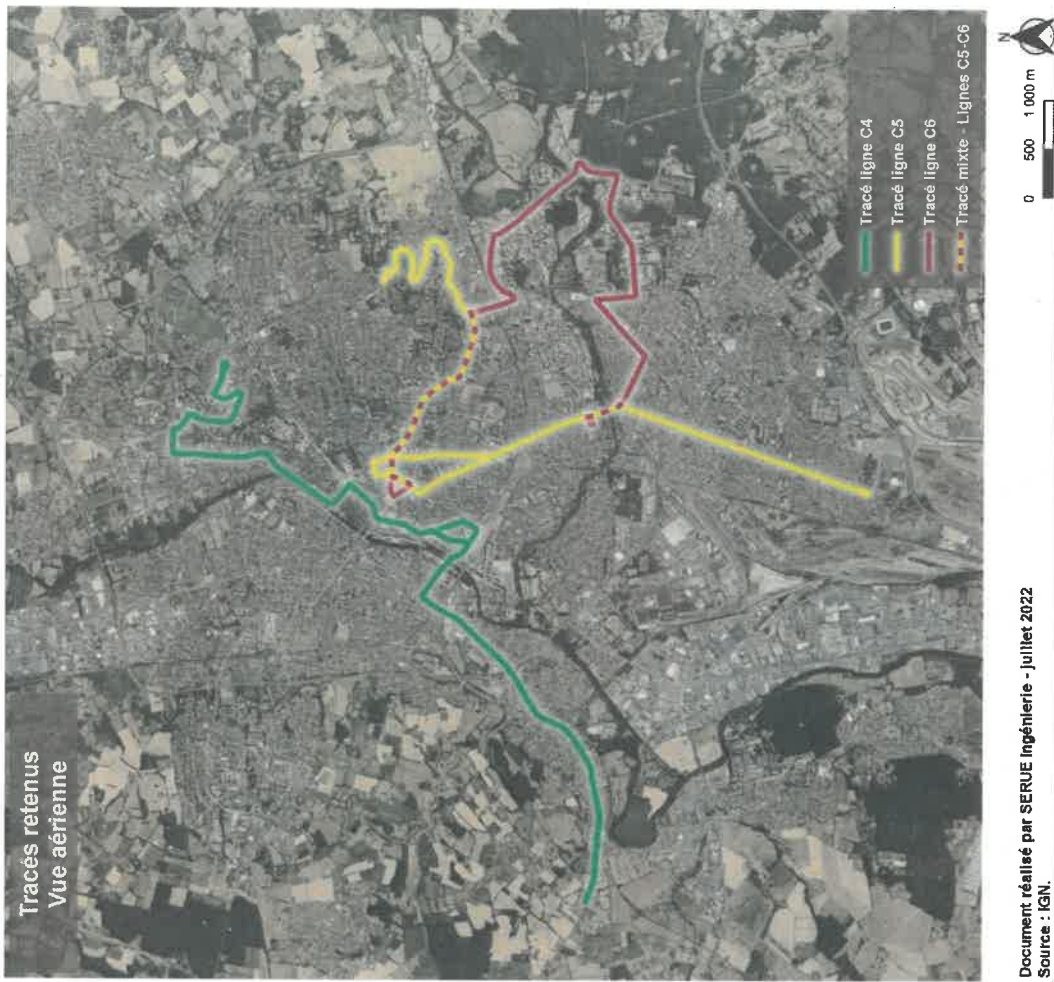 Tracés retenus
Vue aérienne
N
0 500 1 000 m
Tracé ligne C4
Tracé ligne C5
Tracé ligne C6
Tracé mixte - Lignes C5-C6
Document réalisé par SERUE Ingénierie - juillet 2022
Source : IGN.